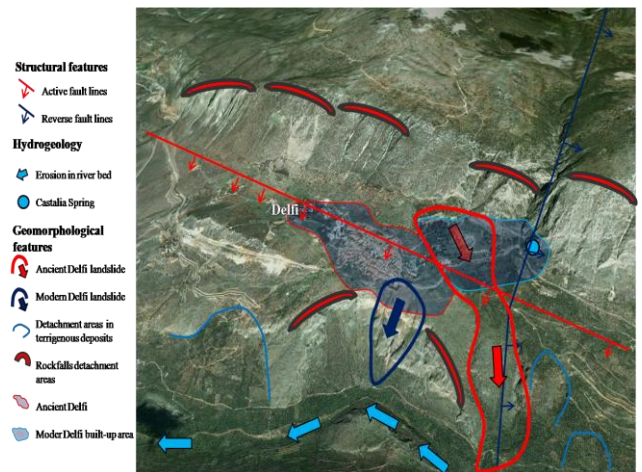 Structural features
Active fault lines
Reverse fault lines
Hydrogeology
Erosion in river bed
Castalia Spring
Geomorphological
features
Ancient Delfi landslide
Modern Delfi landslide
Detachment areas in
terrigenous deposits
Rockfalls detachment
areas
Ancient Delfi
Moder Delfi built-up area
Delfi